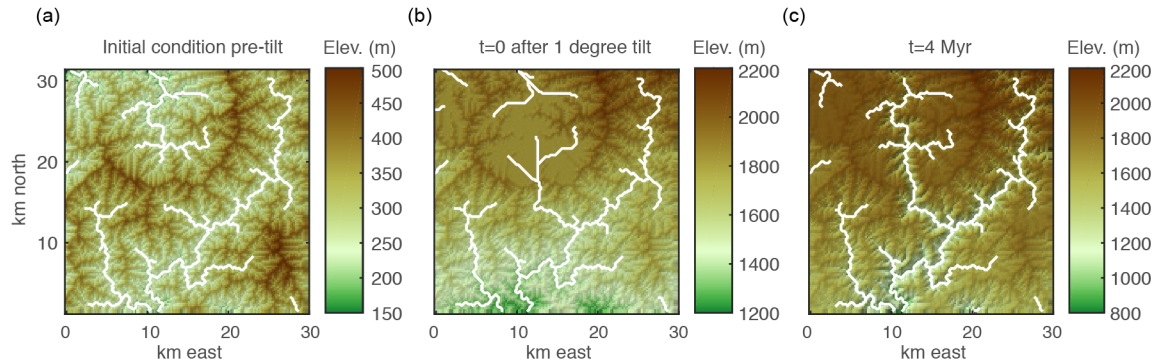 (a)
Initial condition pre-tilt
Elev. (m)
30
20
10
km north
0
10
20
30
km east
500
450
400
350
300
250
200
150
(b)
t=0 after 1 degree tilt
Elev. (m)
0
10
20
30
km east
2200
2000
1800
1600
1400
1200
(c)
t=4 Myr
Elev. (m)
0
10
20
30
km east
2200
2000
1800
1600
1400
1200
1000
800